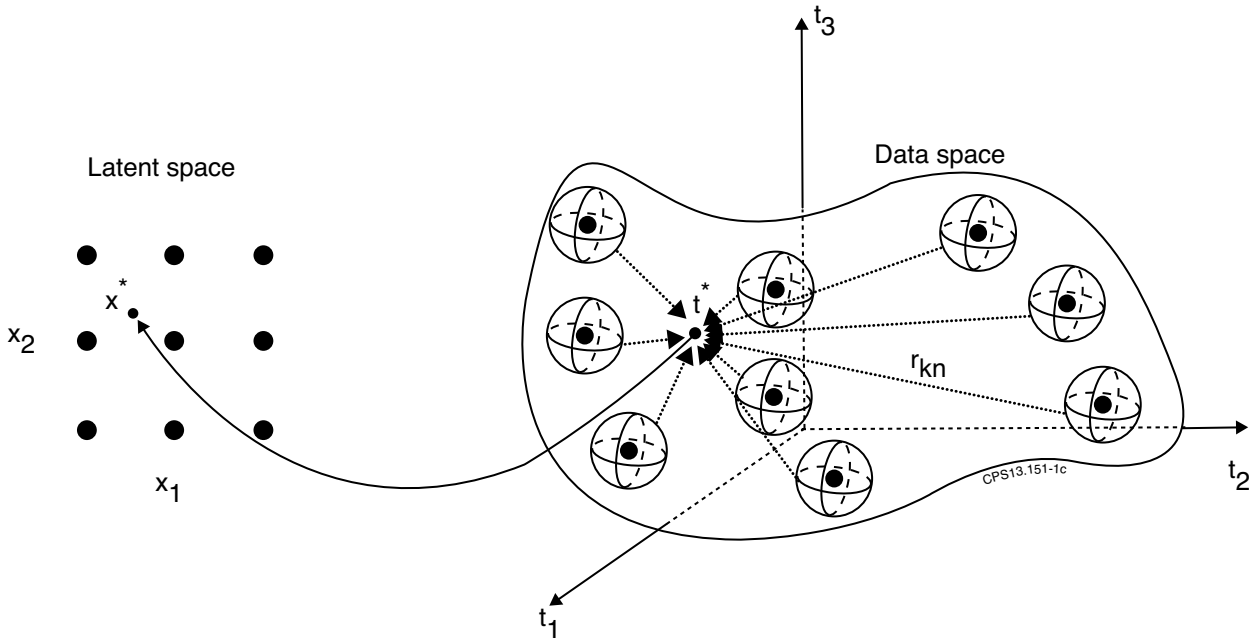 t3
Data space
Latent space
x*
t*
x2
rkn
x1
CPS13.151-1c
t2
t1